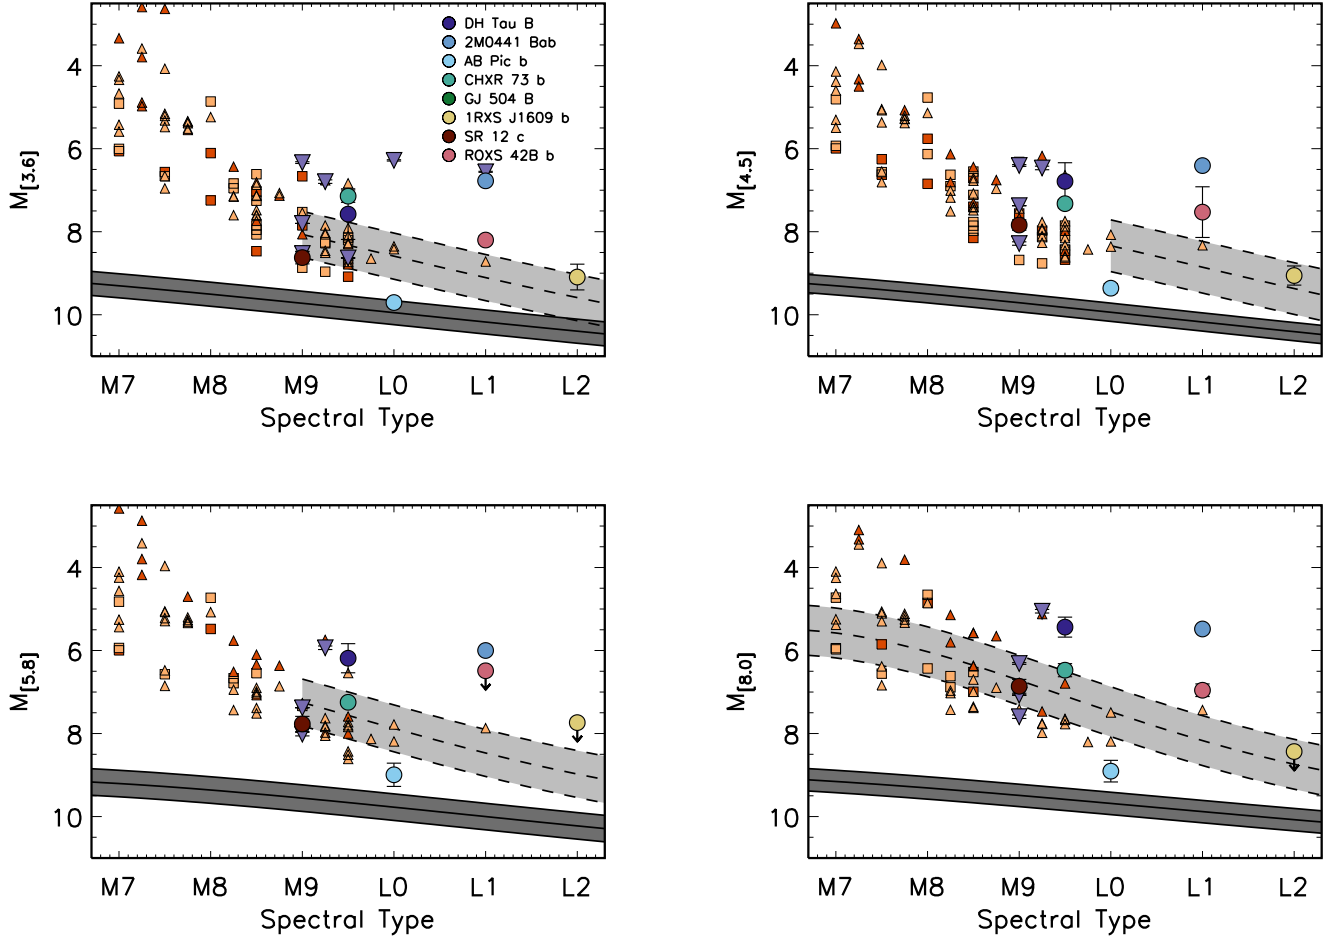 DH Tau B
2M0441 Bab
AB Pic b
CHXR 73 b
GJ 504 B
1RXS J1609 b
SR 12 c
ROXS 42B b
4
6
8
10
M[3.6]
M7 M8 M9 L0 L1 L2
Spectral Type
4
6
8
10
M[4.5]
M7 M8 M9 L0 L1 L2
Spectral Type
4
6
8
10
M[5.8]
M7 M8 M9 L0 L1 L2
Spectral Type
4
6
8
10
M[8.0]
M7 M8 M9 L0 L1 L2
Spectral Type